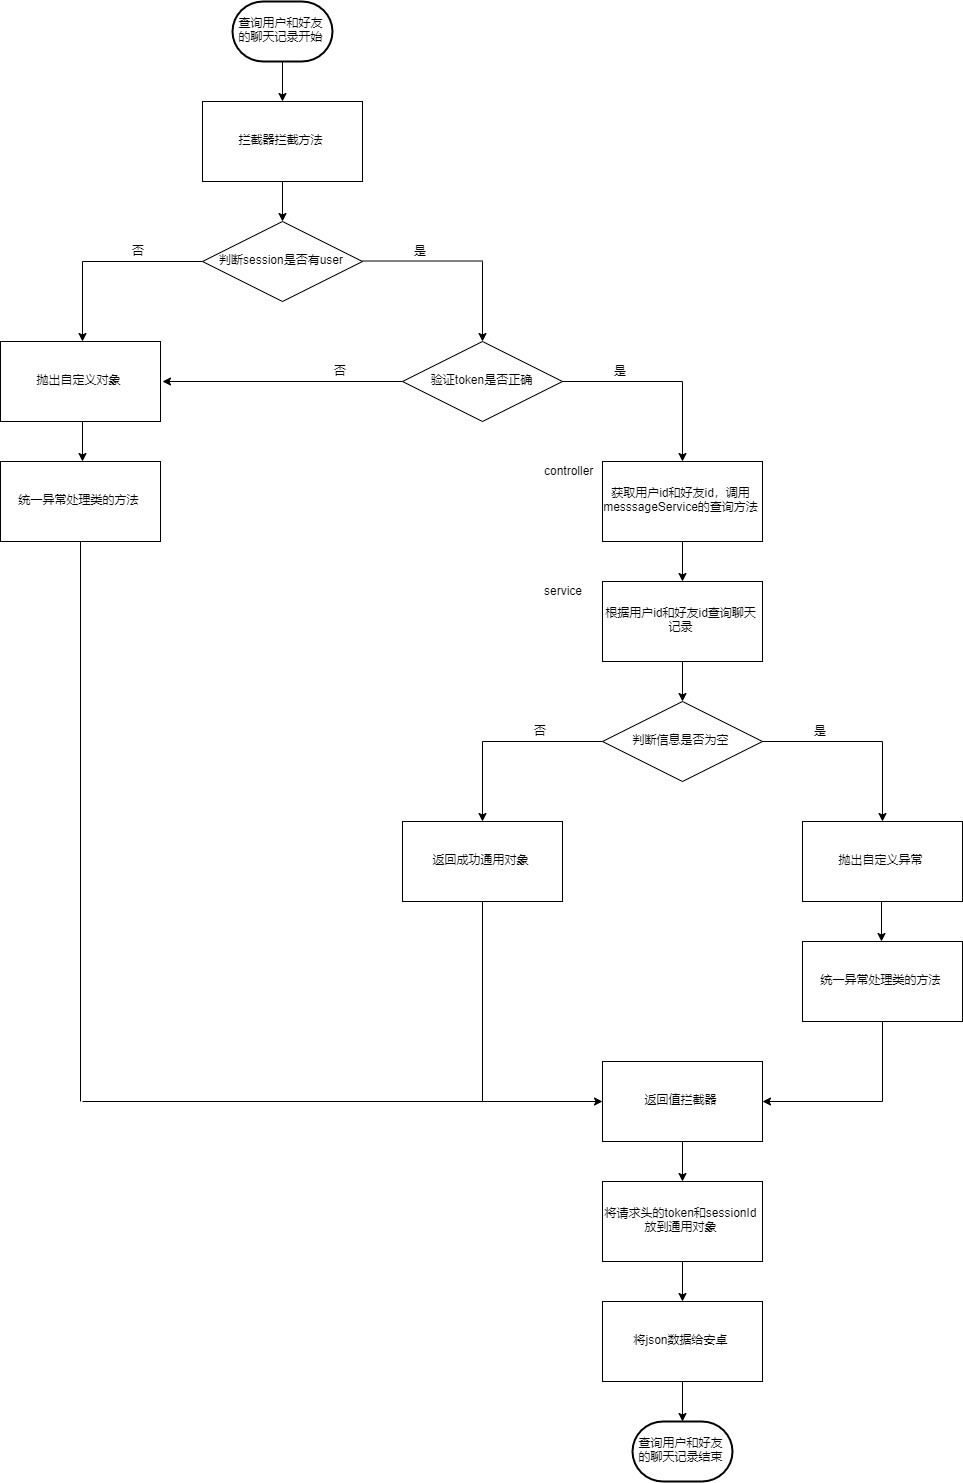 查询用户和好友
的聊天记录开始
拦截器拦截方法
否
是
判断session是否有user
抛出自定义对象
否
验证token是否正确
是
统一异常处理类的方法
controller
获取用户id和好友id，调用
messsageService的查询方法
service
根据用户id和好友id查询聊天
记录
否
判断信息是否为空
是
返回成功通用对象
抛出自定义异常
统一异常处理类的方法
返回值拦截器
将请求头的token和sessionId
放到通用对象
将json数据给安卓
查询用户和好友
的聊天记录结束